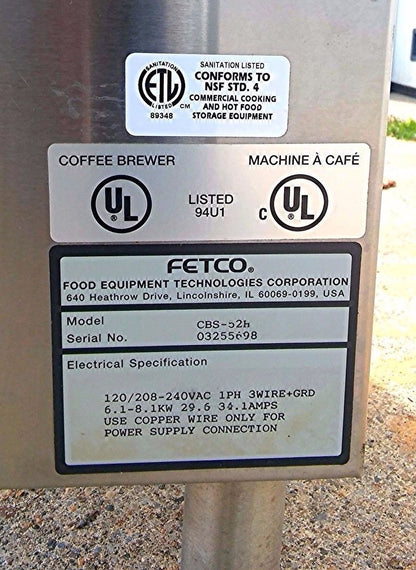 SANITATION LISTED
SANITATION
ETL
LISTED
CM
89348
CONFORMS TO
NSF STD. 4
COMMERCIAL COOKING
AND HOT FOOD
STORAGE EQUIPMENT
COFFEE BREWER
MACHINE À CAFÉ
UL
®
LISTED
94U1
C
UL
®
FETCO®
FOOD EQUIPMENT TECHNOLOGIES CORPORATION
640 Heathrow Drive, Lincolnshire, IL 60069-0199, USA
Model CBS-52H
Serial No. 03255698
Electrical Specification
120/208-240VAC 1PH 3WIRE+GRD
6.1-8.1KW 29.6 34.1AMPS
USE COPPER WIRE ONLY FOR
POWER SUPPLY CONNECTION